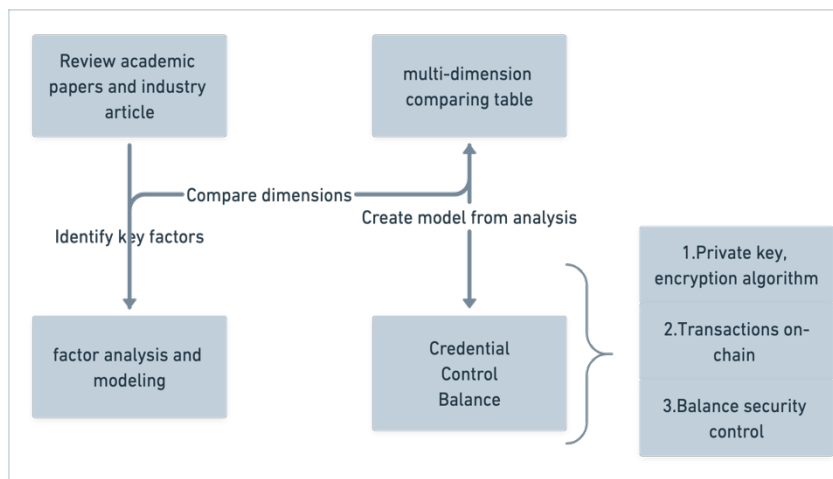 Review academic
papers and industry
article
multi-dimension
comparing table
Compare dimensions
Create model from analysis
Identify key factors
factor analysis and
modeling
Credential
Control
Balance
1.Private key,
encryption algorithm
2.Transactions on-
chain
3.Balance security
control